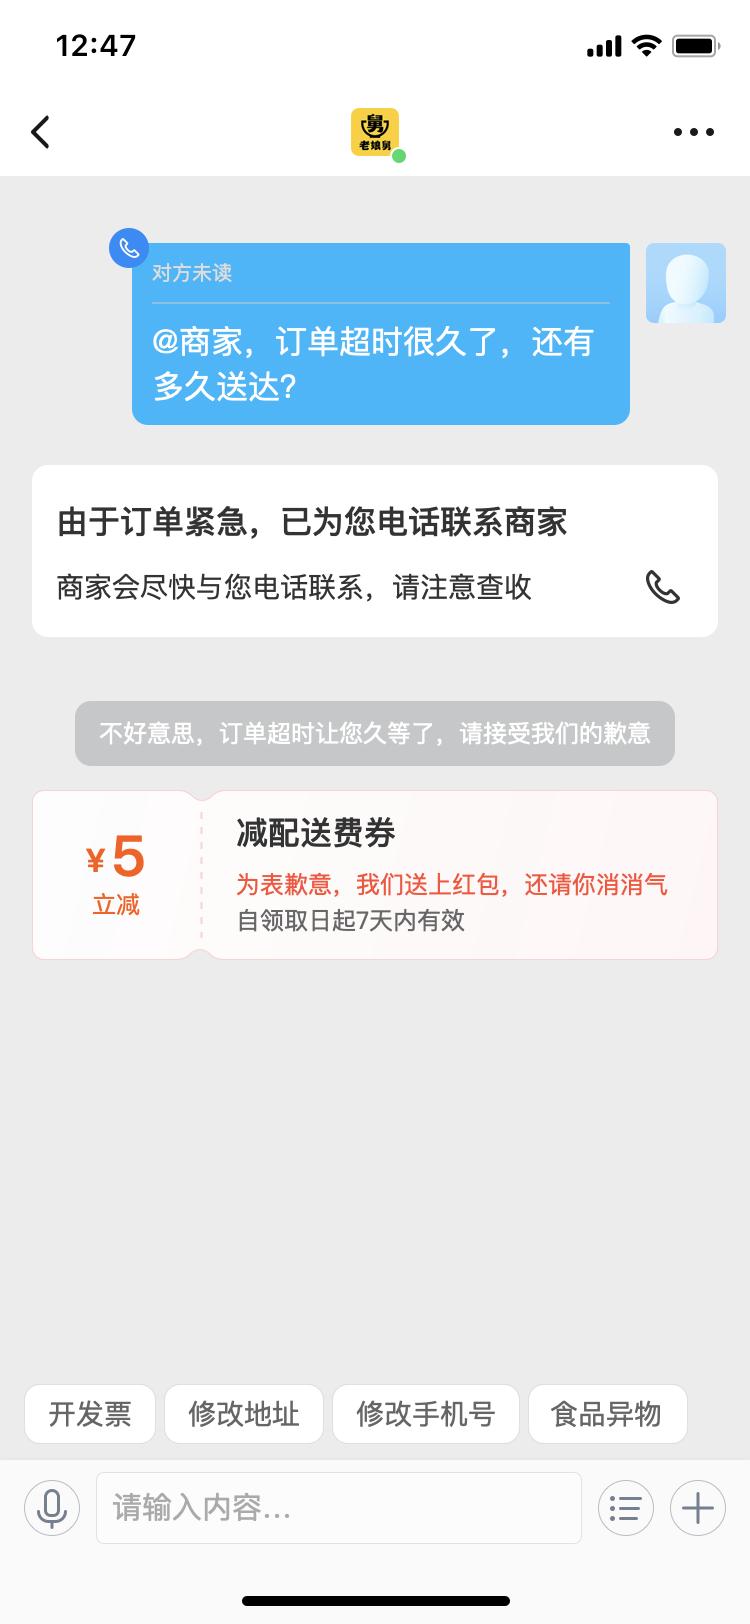 12:47
舅
老娘舅
对方未读
@商家，订单超时很久了，还有
多久送达?
由于订单紧急，已为您电话联系商家
商家会尽快与您电话联系，请注意查收
不好意思，订单超时让您久等了，请接受我们的歉意
¥5
立减
减配送费券
为表歉意，我们送上红包，还请你消消气
自领取日起7天内有效
开发票 修改地址 修改手机号 食品异物
请输入内容...